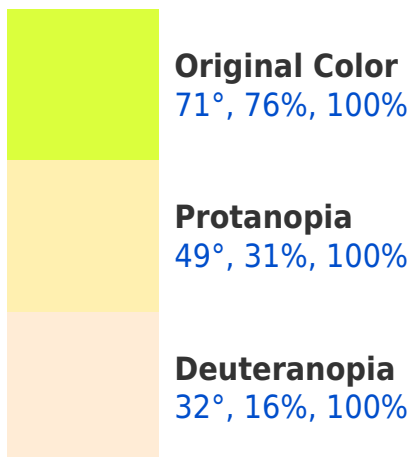 Original Color
71°, 76%, 100%
Protanopia
49°, 31%, 100%
Deuteranopia
32°, 16%, 100%